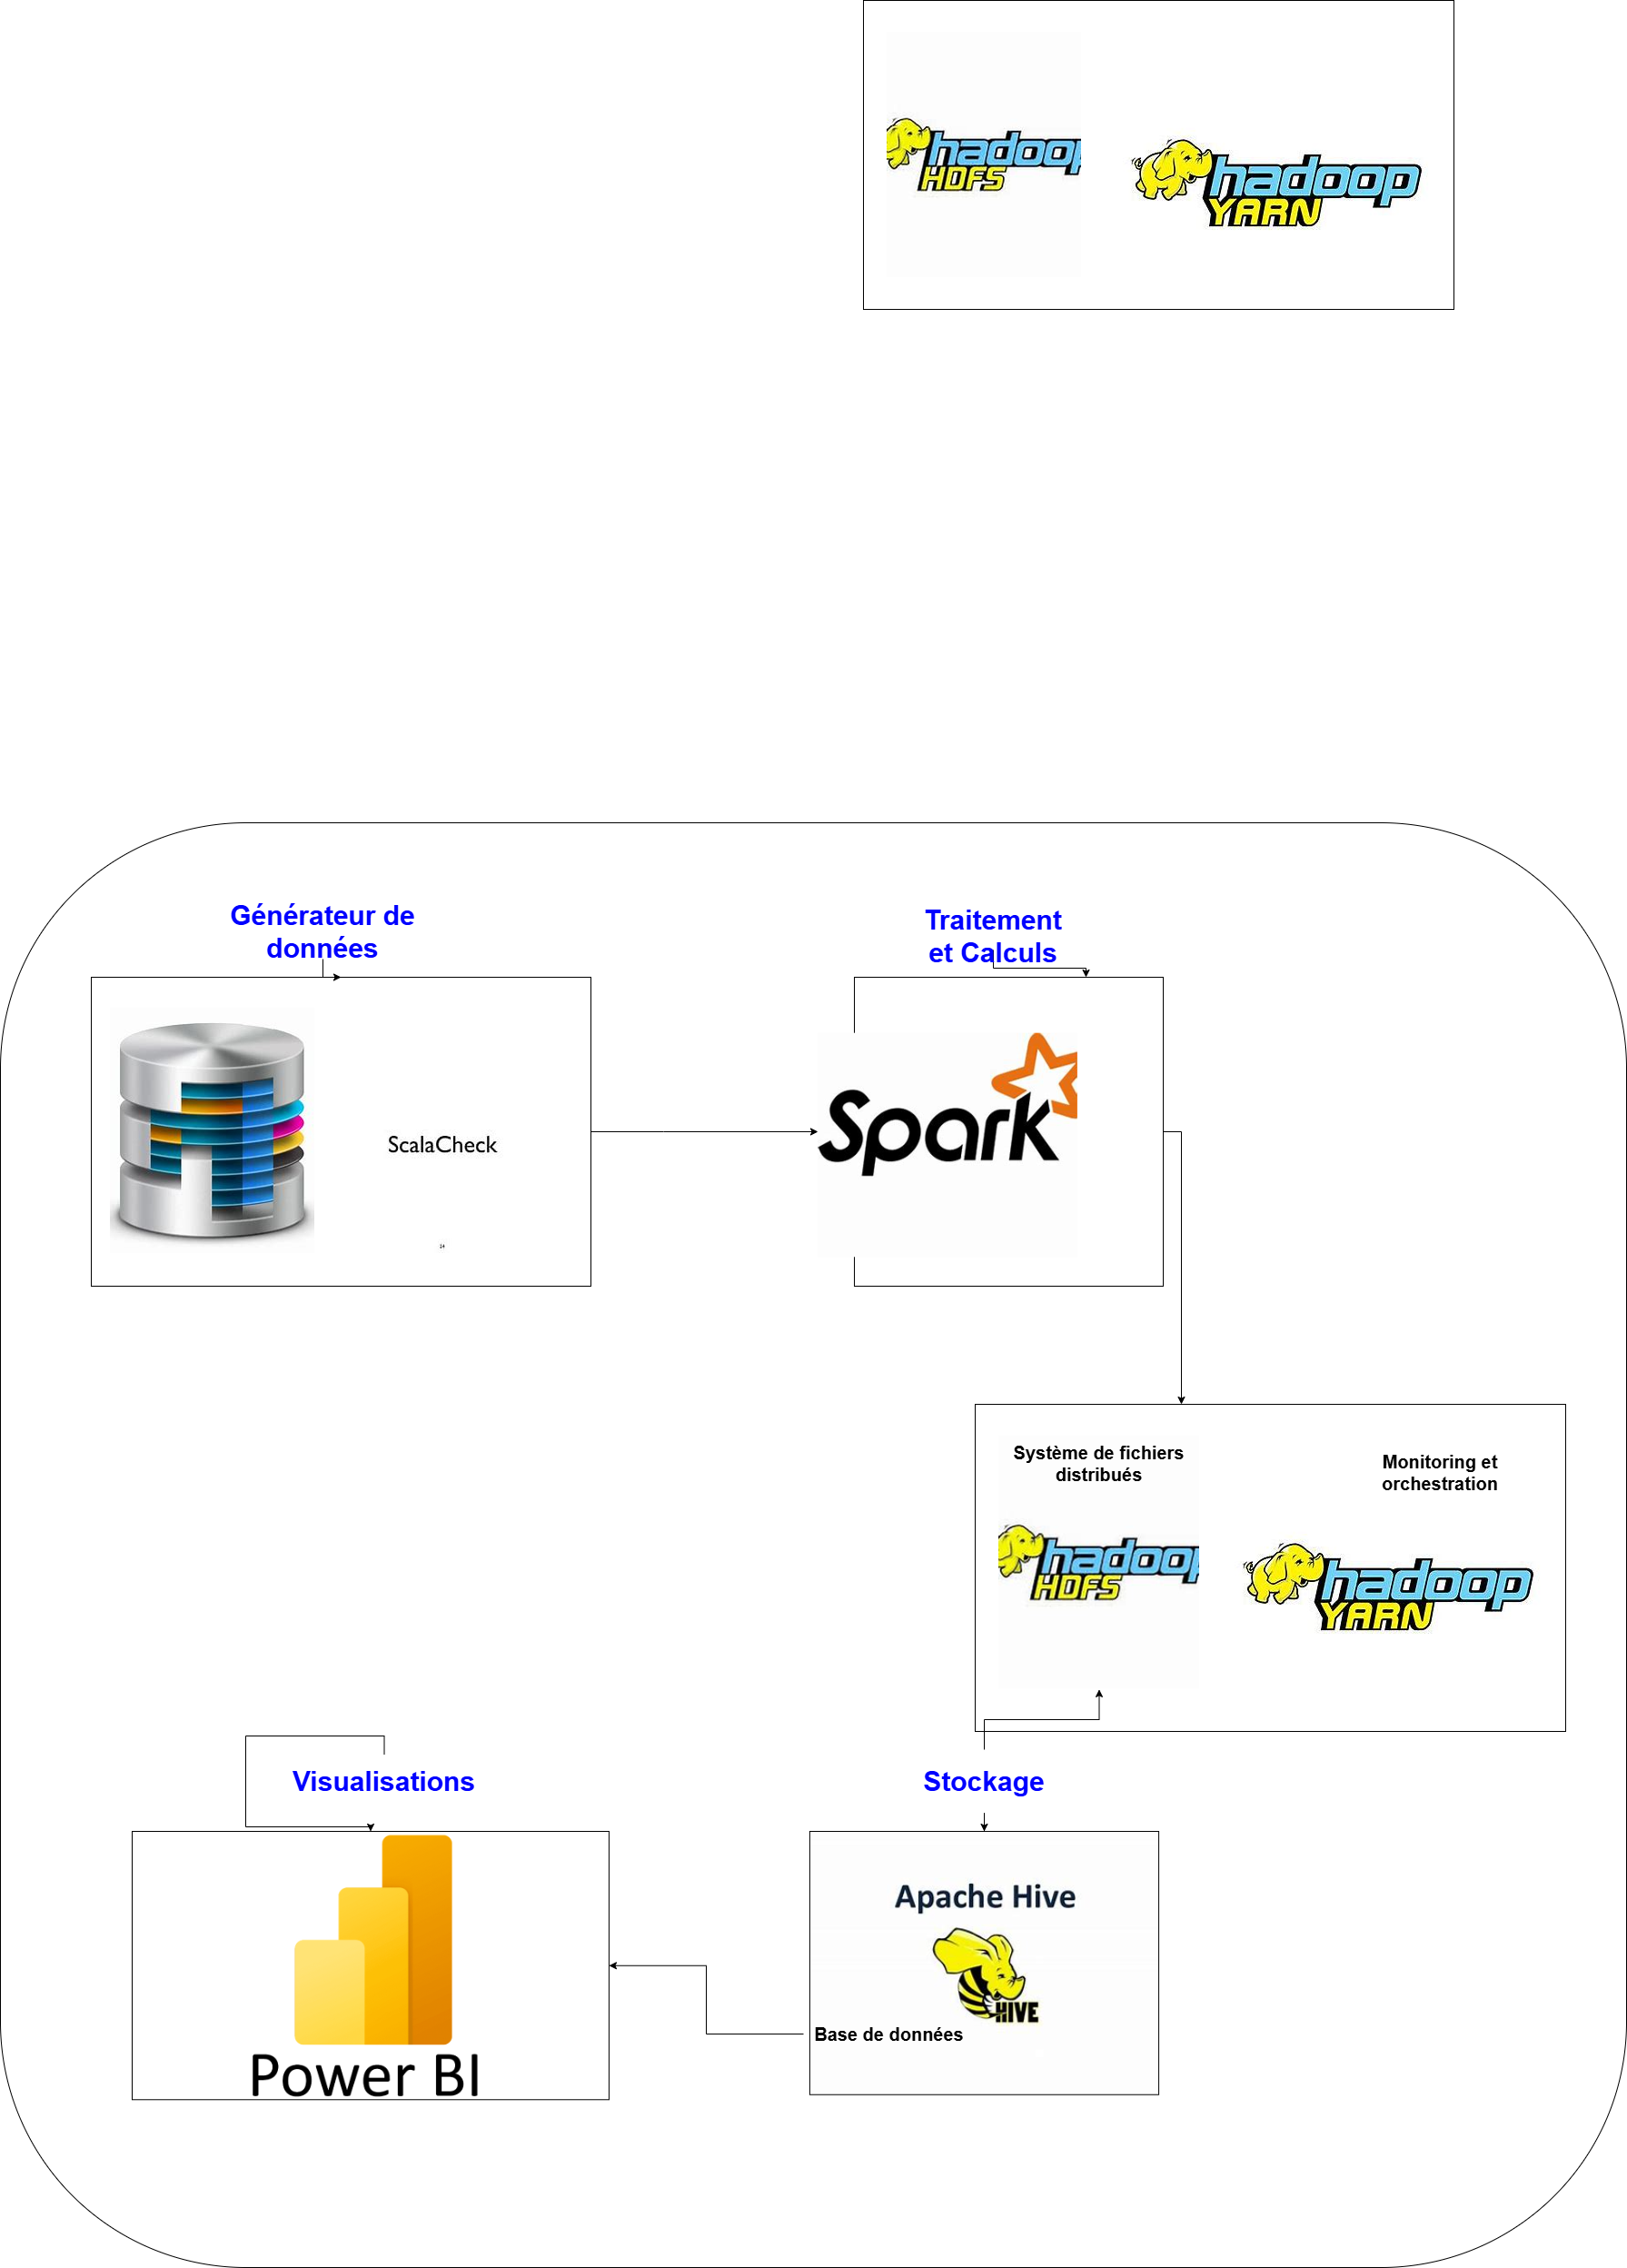 hadoop
HDFS
hadoop
YARN
Générateur de
données
Traitement
et Calculs
ScalaCheck
Spark
Système de fichiers
distribués
Monitoring et
orchestration
hadoop
HDFS
hadoop
YARN
Visualisations
Stockage
Apache Hive
HIVE
Base de données
Power BI